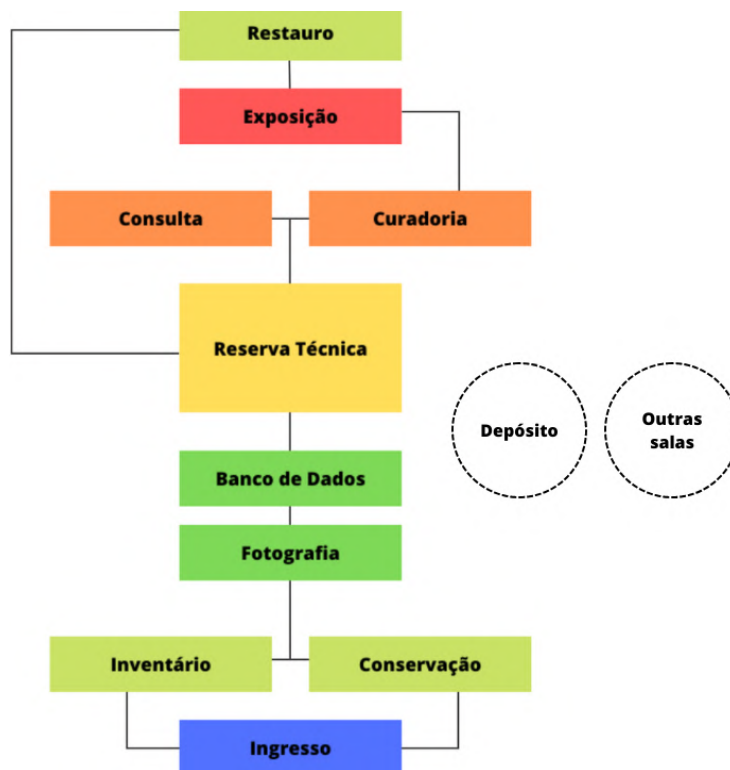 Restauro
Exposição
Consulta
Curadoria
Reserva Técnica
Depósito
Outras
salas
Banco de Dados
Fotografia
Inventário
Conservação
Ingresso